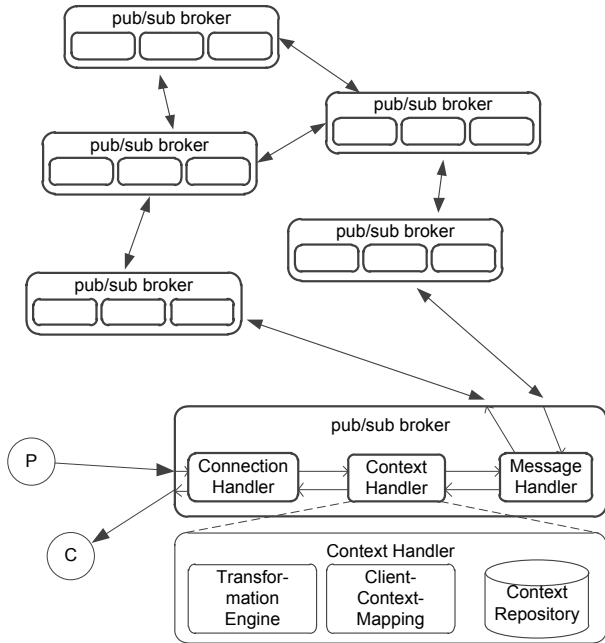 pub/sub broker
pub/sub broker
pub/sub broker
pub/sub broker
pub/sub broker
pub/sub broker
P
Connection
Handler
Context
Handler
Message
Handler
C
Context Handler
Transfor-
mation
Engine
Client-
Context-
Mapping
Context
Repository